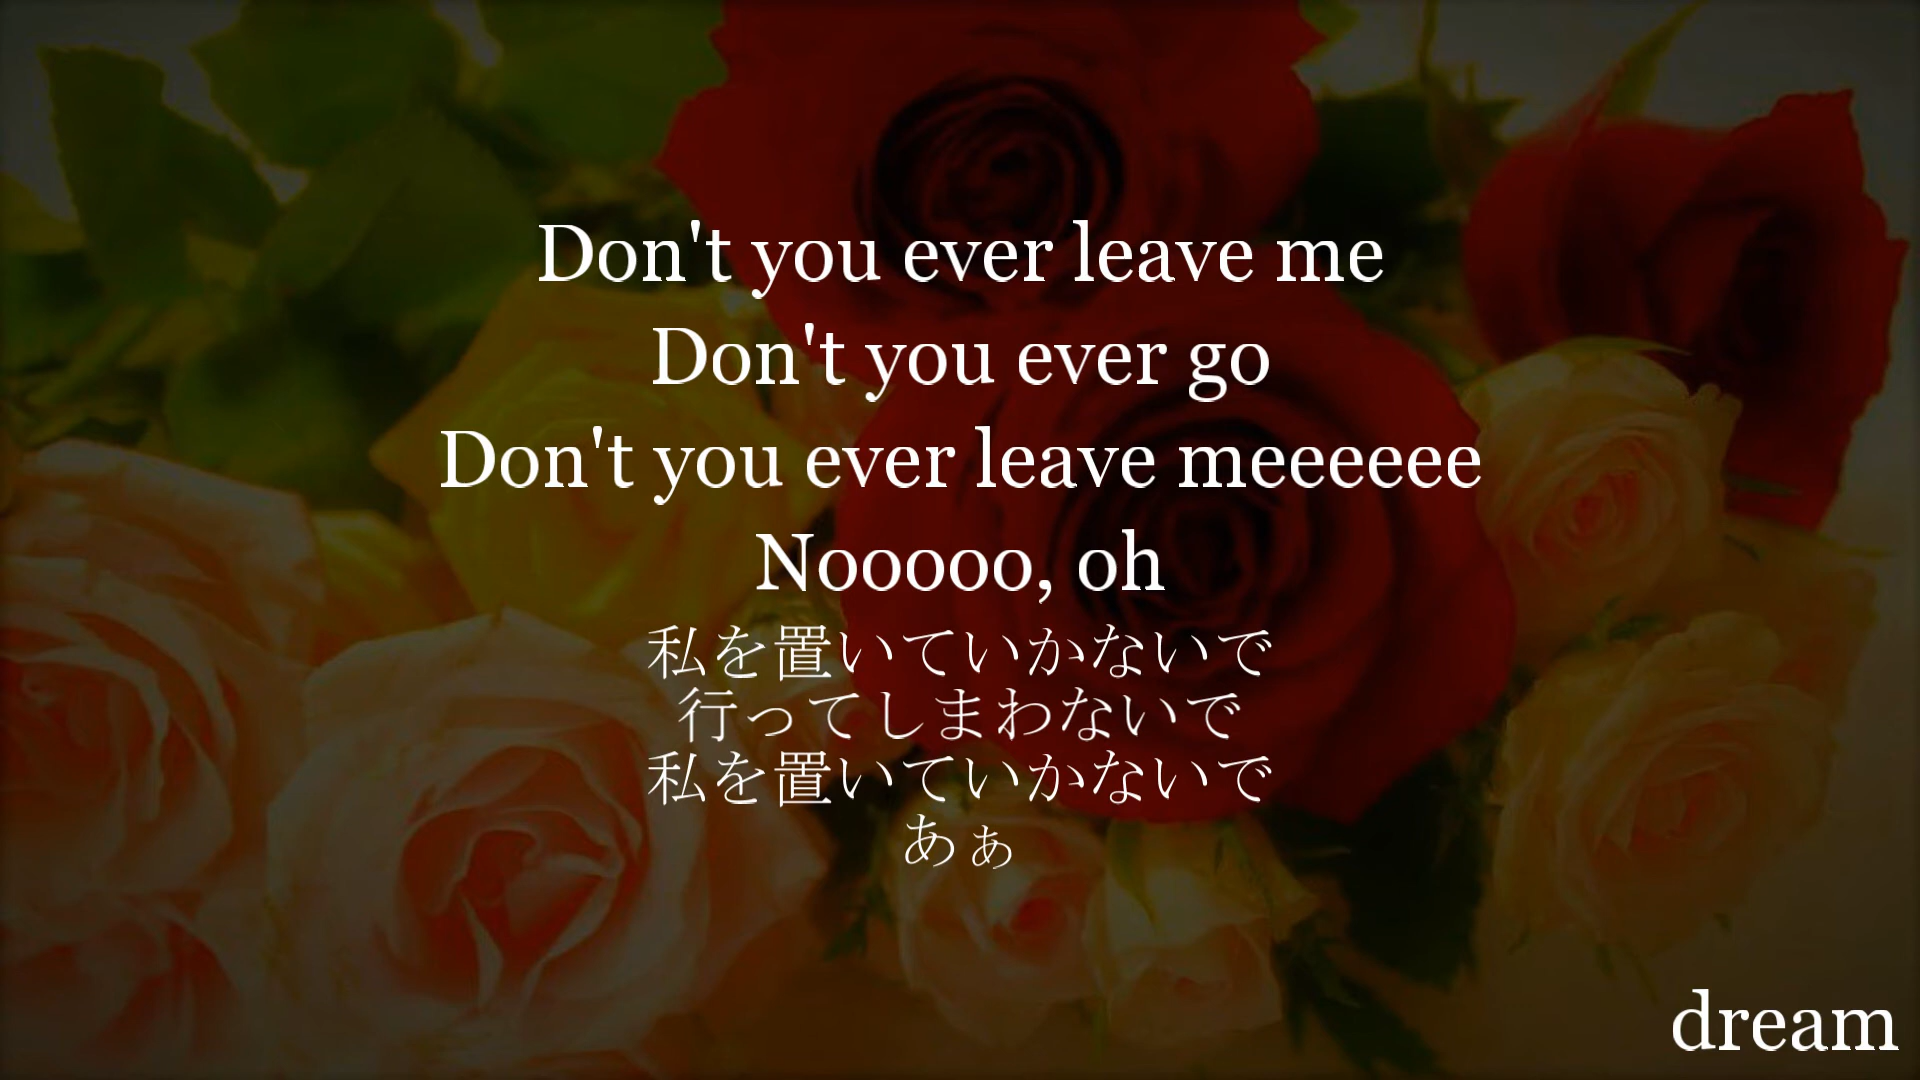 Don't you ever leave me
Don't you ever go
Don't you ever leave meeeeee
Nooooo, oh
私を置いていかないで
行ってしまわないで
私を置いていかないで
あぁ
dream